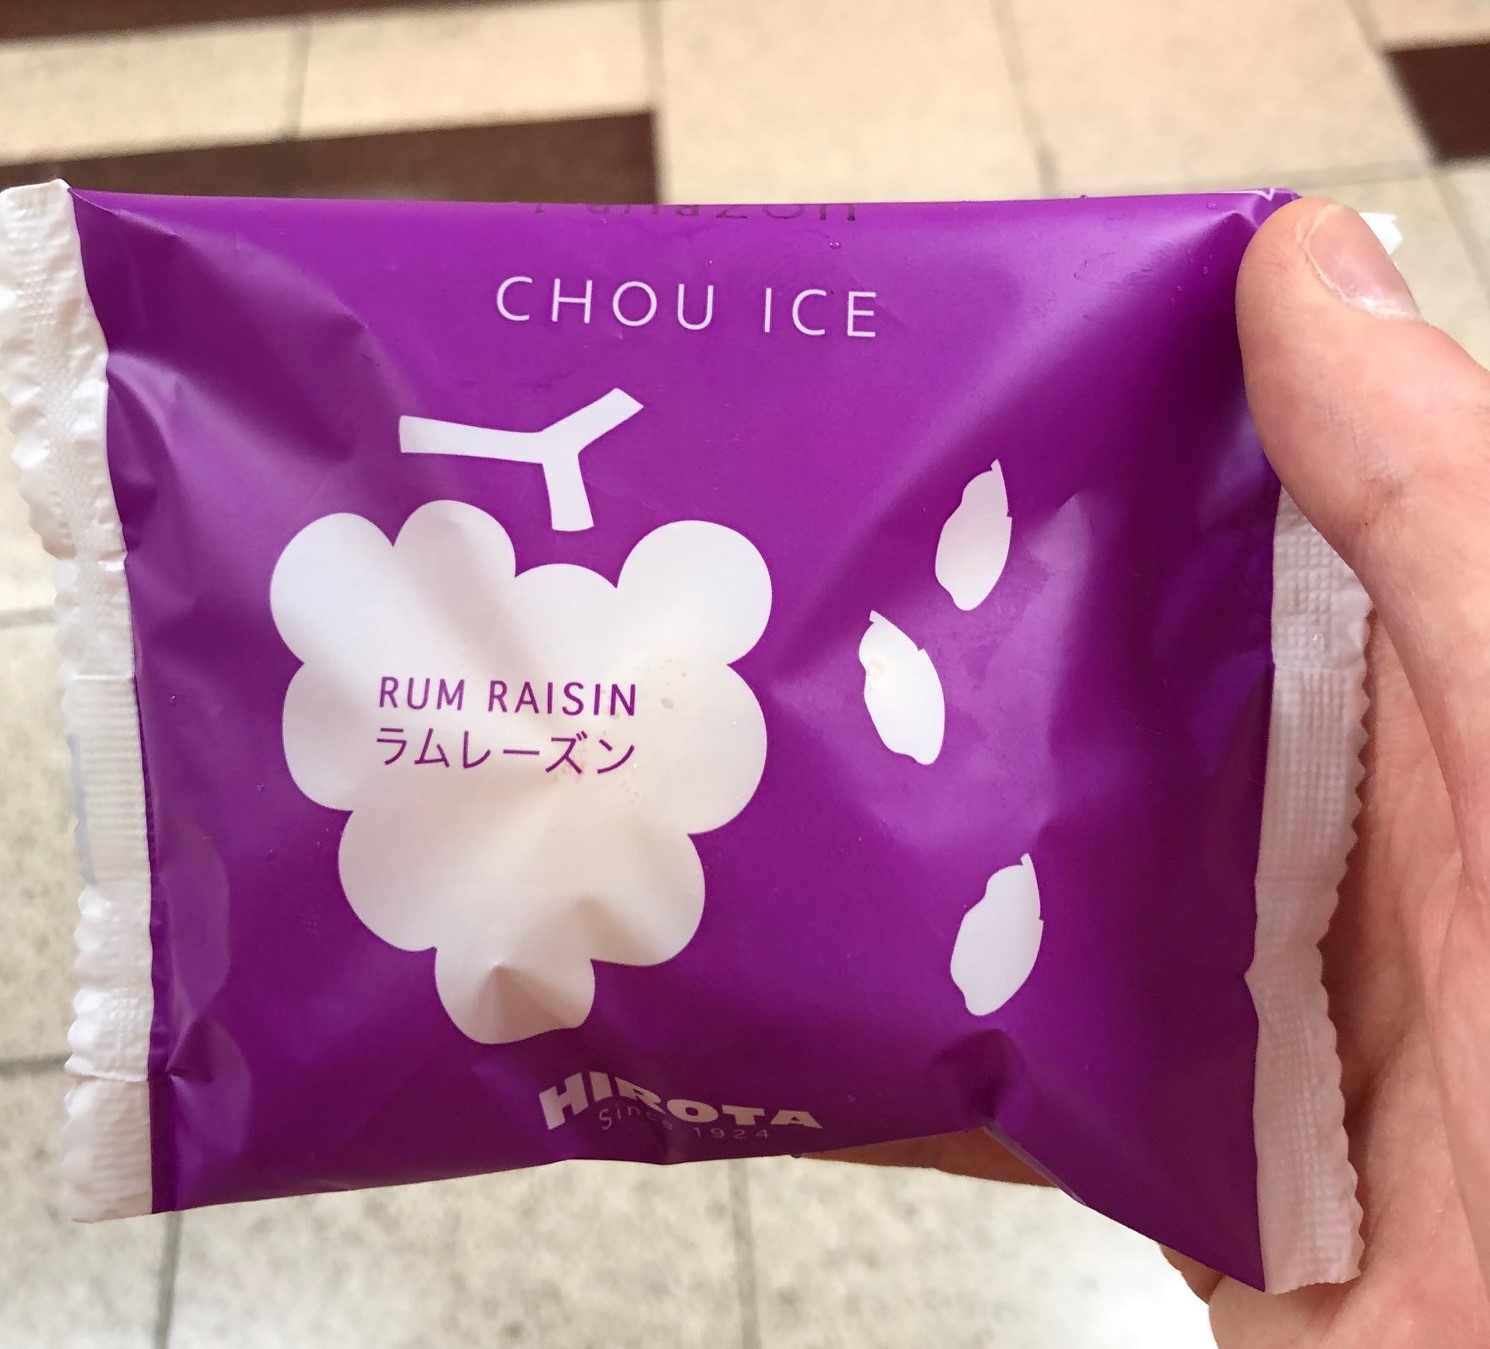 CHOU ICE
RUM RAISIN
ラムレーズン
HIROTA
Since 1924